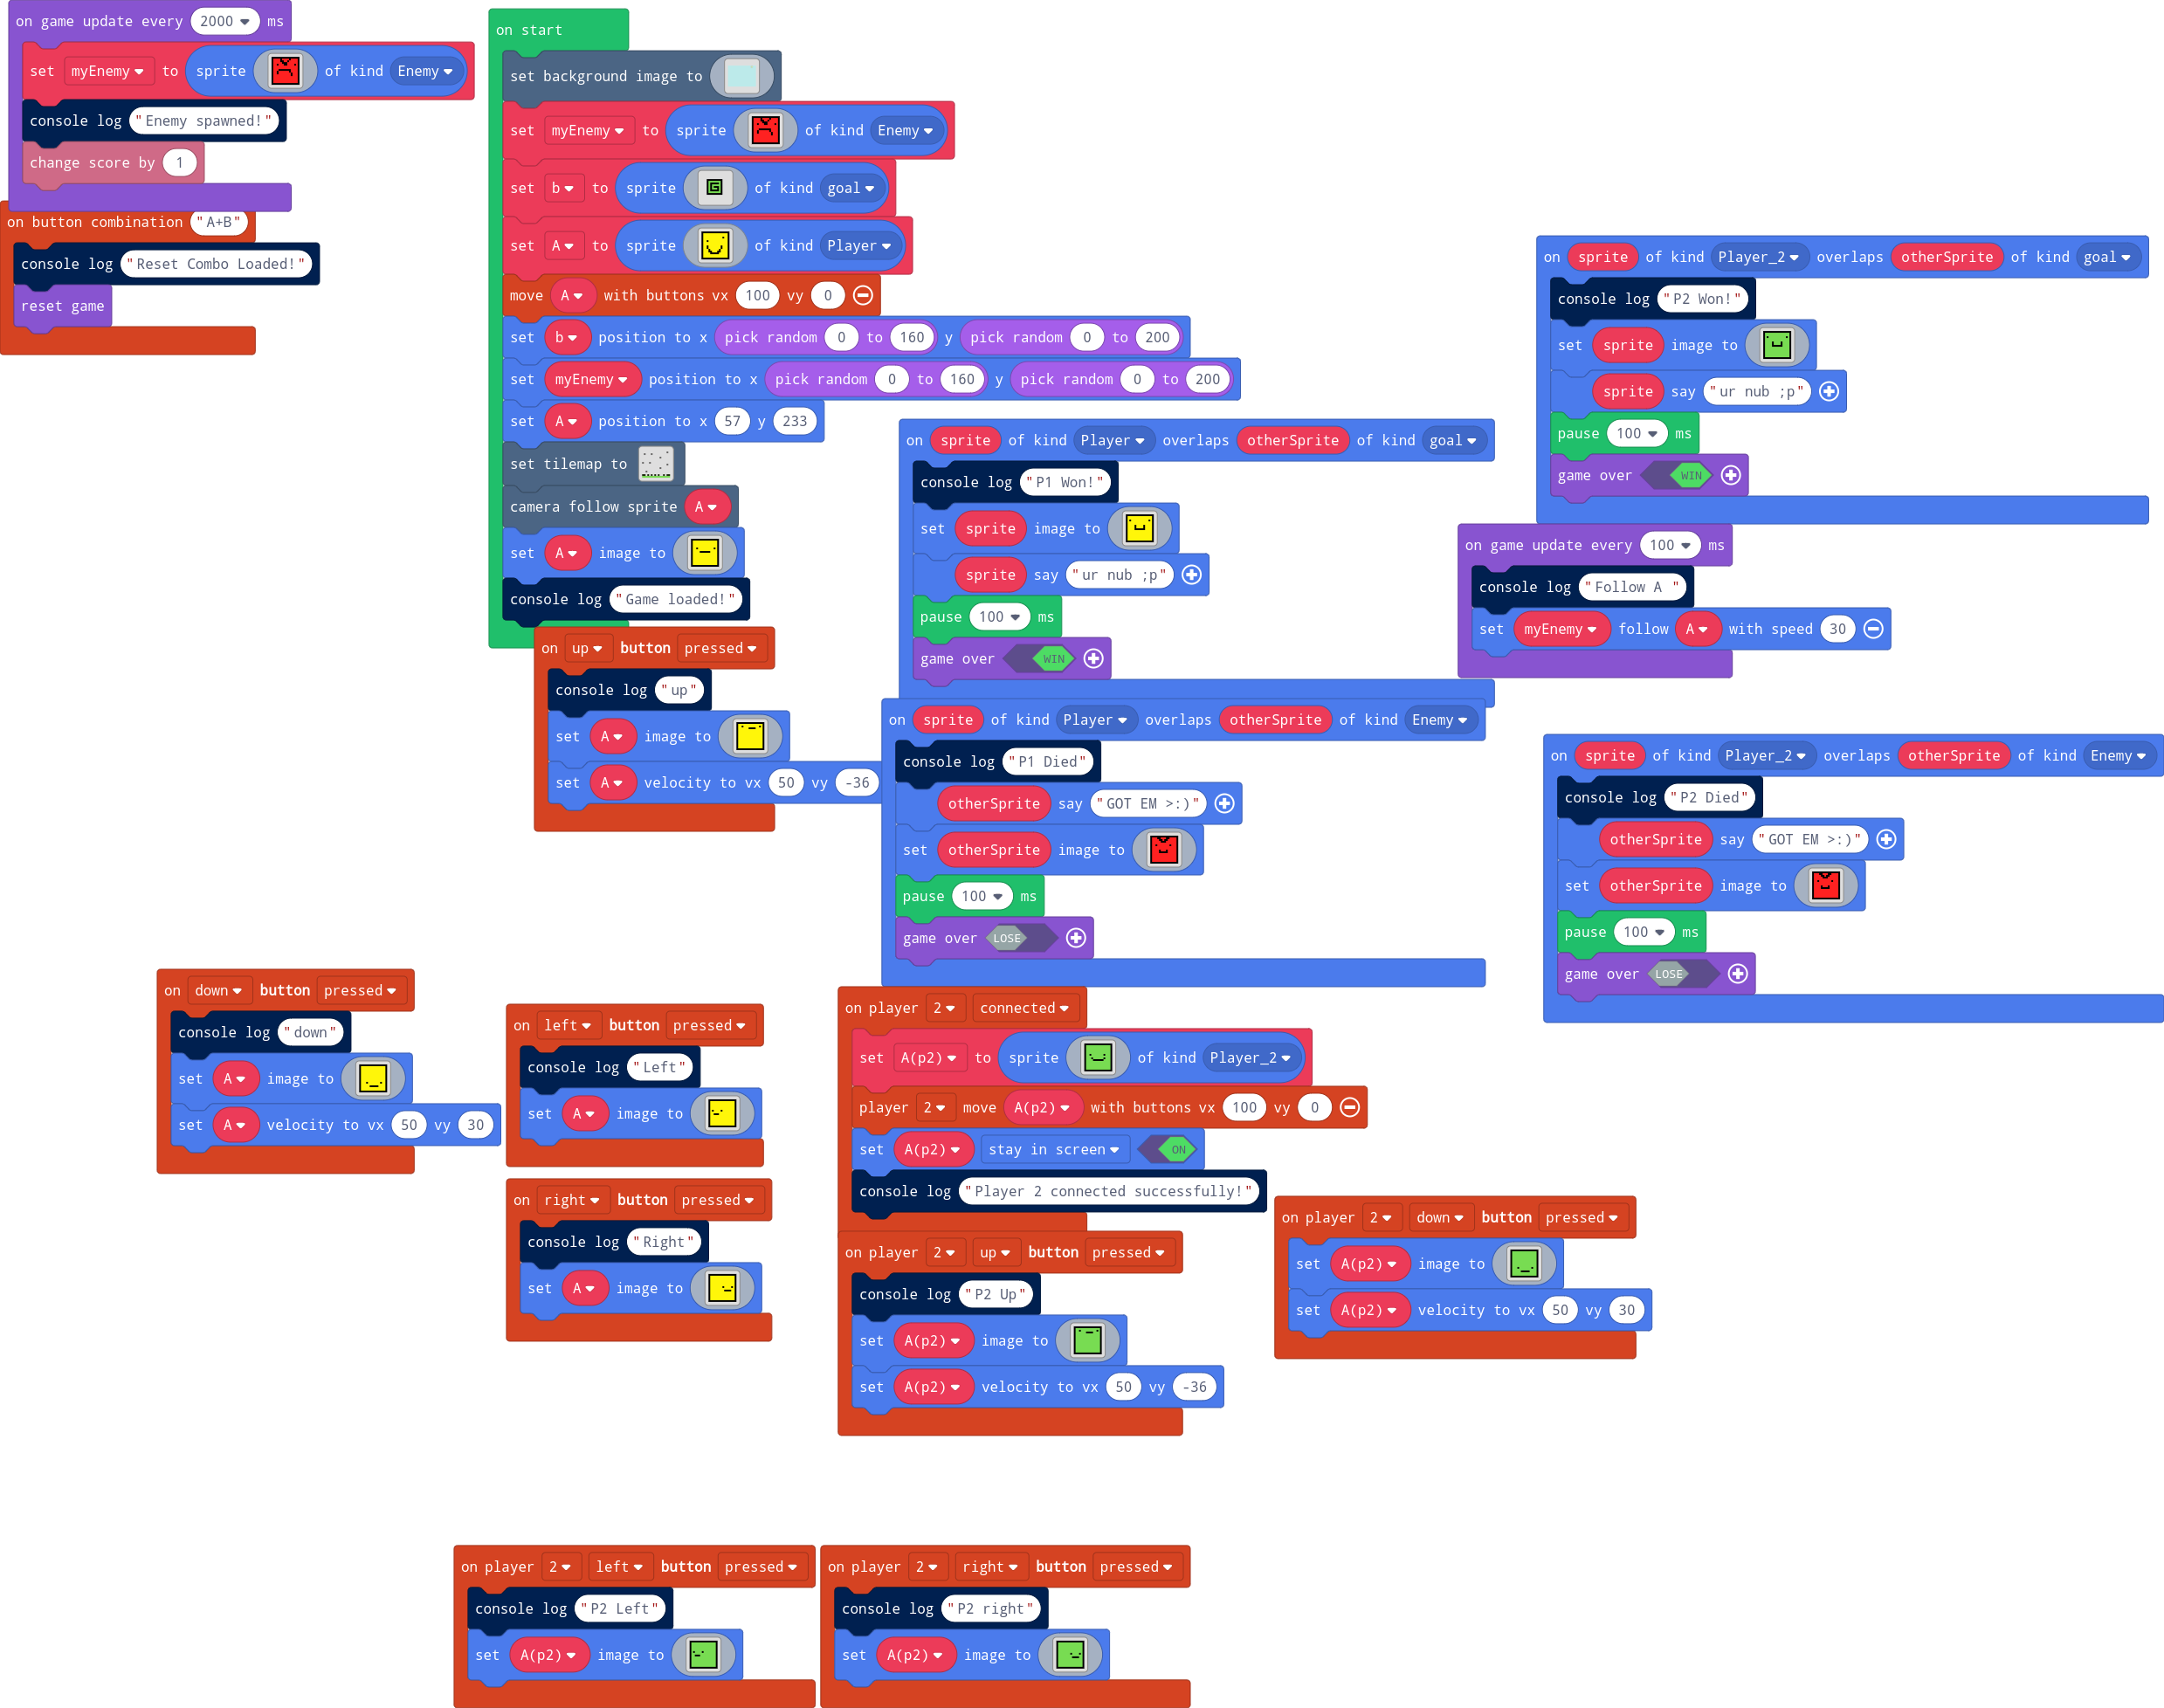 on game update every 2000 ms
set myEnemy to sprite of kind Enemy
console log "Enemy spawned!"
change score by 1
on button combination "A+B"
console log "Reset Combo Loaded!"
reset game
on start
set background image to
set myEnemy to sprite of kind Enemy
set b to sprite G of kind goal
set A to sprite of kind Player
move A with buttons vx 100 vy 0
set b position to x pick random 0 to 160 y pick random 0 to 200
set myEnemy position to x pick random 0 to 160 y pick random 0 to 200
set A position to x 57 y 233
set tilemap to
camera follow sprite A
set A image to
console log "Game loaded!"
on up button pressed
console log "up"
set A image to
set A velocity to vx 50 vy -36
on sprite of kind Player overlaps otherSprite of kind goal
console log "P1 Won!"
set sprite image to
sprite say "ur nub ;p"
pause 100 ms
game over WIN
on sprite of kind Player overlaps otherSprite of kind Enemy
console log "P1 Died"
otherSprite say "GOT EM >:)"
set otherSprite image to
pause 100 ms
game over LOSE
on sprite of kind Player_2 overlaps otherSprite of kind goal
console log "P2 Won!"
set sprite image to
sprite say "ur nub ;p"
pause 100 ms
game over WIN
on game update every 100 ms
console log "Follow A "
set myEnemy follow A with speed 30
on sprite of kind Player_2 overlaps otherSprite of kind Enemy
console log "P2 Died"
otherSprite say "GOT EM >:)"
set otherSprite image to
pause 100 ms
game over LOSE
on down button pressed
console log "down"
set A image to
set A velocity to vx 50 vy 30
on left button pressed
console log "Left"
set A image to
on right button pressed
console log "Right"
set A image to
on player 2 connected
set A(p2) to sprite of kind Player_2
player 2 move A(p2) with buttons vx 100 vy 0
set A(p2) stay in screen ON
console log "Player 2 connected successfully!"
on player 2 up button pressed
console log "P2 Up"
set A(p2) image to
set A(p2) velocity to vx 50 vy -36
on player 2 down button pressed
set A(p2) image to
set A(p2) velocity to vx 50 vy 30
on player 2 left button pressed
console log "P2 Left"
set A(p2) image to
on player 2 right button pressed
console log "P2 right"
set A(p2) image to